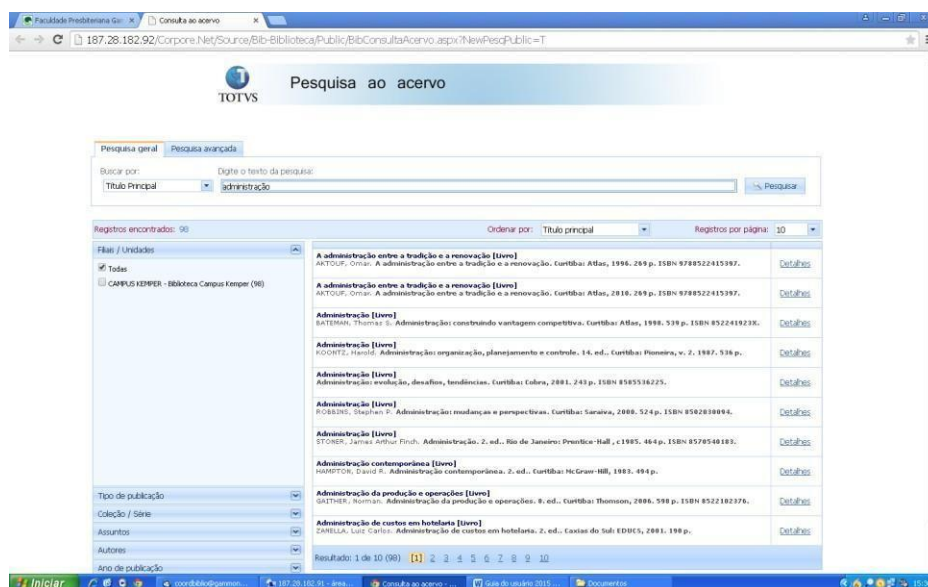 Faculdade Presbiteriana Gam
Consulta ao acervo
187.28.182.92/Corpore.Net/Source/Bib-Biblioteca/Public/BibConsultaAcervo.aspx?NewPesqPublic=T
TOTVS
Pesquisa ao acervo
Pesquisa geral Pesquisa avançada
Buscar por: Digite o texto da pesquisa:
Título Principal administração Pesquisar
Registros encontrados: 98 Ordenar por: Título principal Registros por página: 10
Filiais / Unidades
Todas
CAMPUS KEMPER - Biblioteca Campus Kemper (98)
A administração entre a tradição e a renovação [Livro]
AKTOUF, Omar. A administração entre a tradição e a renovação. Curitiba: Atlas, 1996. 269 p. ISBN 9788522415397. Detalhes
A administração entre a tradição e a renovação [Livro]
AKTOUF, Omar. A administração entre a tradição e a renovação. Curitiba: Atlas, 2010. 269 p. ISBN 9788522415397. Detalhes
Administração [Livro]
BATEMAN, Thomas S. Administração: construindo vantagem competitiva. Curitiba: Atlas, 1998. 539 p. ISBN 852241923X. Detalhes
Administração [Livro]
KOONTZ, Harold. Administração: organização, planejamento e controle. 14. ed.. Curitiba: Pioneira, v. 2. 1987. 536 p. Detalhes
Administração [Livro]
Administração: evolução, desafios, tendências. Curitiba: Cobra, 2001. 243 p. ISBN 8585536225. Detalhes
Administração [Livro]
ROBBINS, Stephen P. Administração: mudanças e perspectivas. Curitiba: Saraiva, 2000. 524 p. ISBN 8502030094. Detalhes
Administração [Livro]
STONER, James Arthur Finch. Administração. 2. ed.. Rio de Janeiro: Prentice-Hall , c1985. 464 p. ISBN 8570540183. Detalhes
Administração contemporânea [Livro]
HAMPTON, David R. Administração contemporânea. 2. ed.. Curitiba: McGraw-Hill, 1983. 494 p. Detalhes
Administração da produção e operações [Livro]
GAITHER, Norman. Administração da produção e operações. 8. ed.. Curitiba: Thomson, 2006. 598 p. ISBN 8522102376. Detalhes
Administração de custos em hotelaria [Livro]
ZANELLA, Luiz Carlos. Administração de custos em hotelaria. 2. ed.. Caxias do Sul: EDUCS, 2001. 190 p. Detalhes
Tipo de publicação
Coleção / Série
Assuntos
Autores
Ano de publicação
Resultado: 1 de 10 (98) [1] 2 3 4 5 6 7 8 9 10
Iniciar coordbiblio@gammon... 187.28.182.91 - área... Consulta ao acervo - ... Guia do usuário 2015 ... Documentos